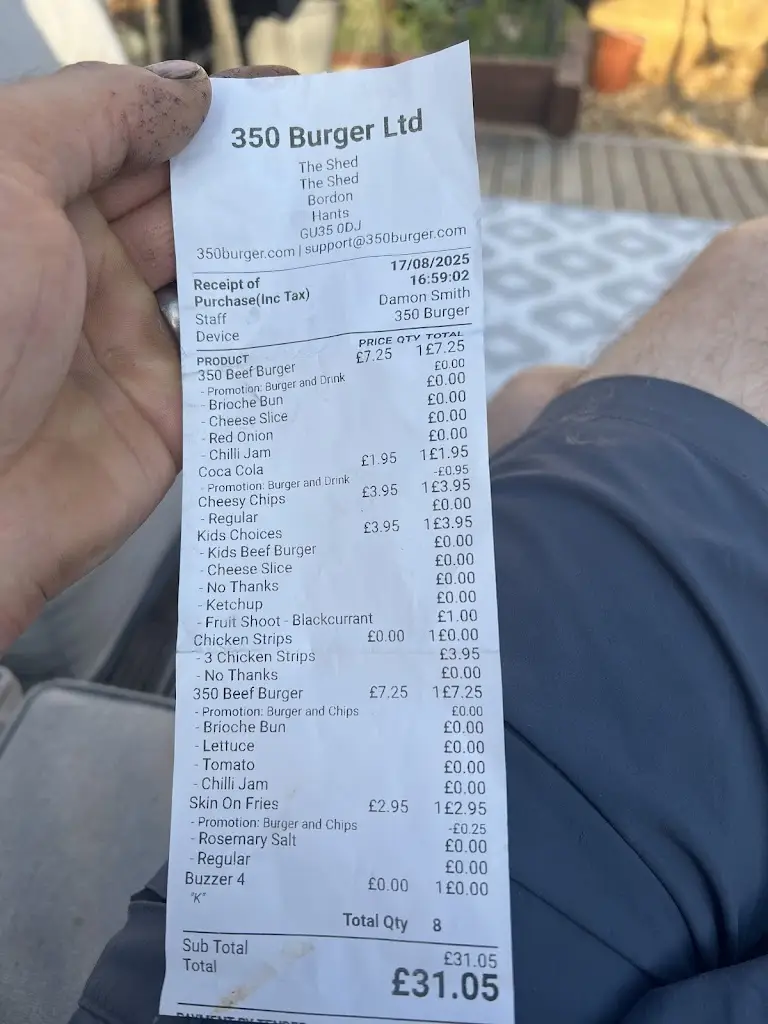 350 Burger Ltd
The Shed
The Shed
Bordon
Hants
GU35 0DJ
350burger.com | support@350burger.com
Receipt of 17/08/2025
Purchase(Inc Tax) 16:59:02
Staff Damon Smith
Device 350 Burger
PRODUCT PRICE QTY TOTAL
350 Beef Burger £7.25 1 £7.25
- Promotion: Burger and Drink £0.00
- Brioche Bun £0.00
- Cheese Slice £0.00
- Red Onion £0.00
- Chilli Jam £0.00
Coca Cola £1.95 1 £1.95
- Promotion: Burger and Drink -£0.95
Cheesy Chips £3.95 1 £3.95
- Regular £0.00
Kids Choices £3.95 1 £3.95
- Kids Beef Burger £0.00
- Cheese Slice £0.00
- No Thanks £0.00
- Ketchup £0.00
- Fruit Shoot - Blackcurrant £1.00
Chicken Strips £0.00 1 £0.00
- 3 Chicken Strips £3.95
- No Thanks £0.00
350 Beef Burger £7.25 1 £7.25
- Promotion: Burger and Chips £0.00
- Brioche Bun £0.00
- Lettuce £0.00
- Tomato £0.00
- Chilli Jam £0.00
Skin On Fries £2.95 1 £2.95
- Promotion: Burger and Chips -£0.25
- Rosemary Salt £0.00
- Regular £0.00
Buzzer 4 £0.00 1 £0.00
"K"
Total Qty 8
Sub Total £31.05
Total £31.05
PAYMENT BY TENDER